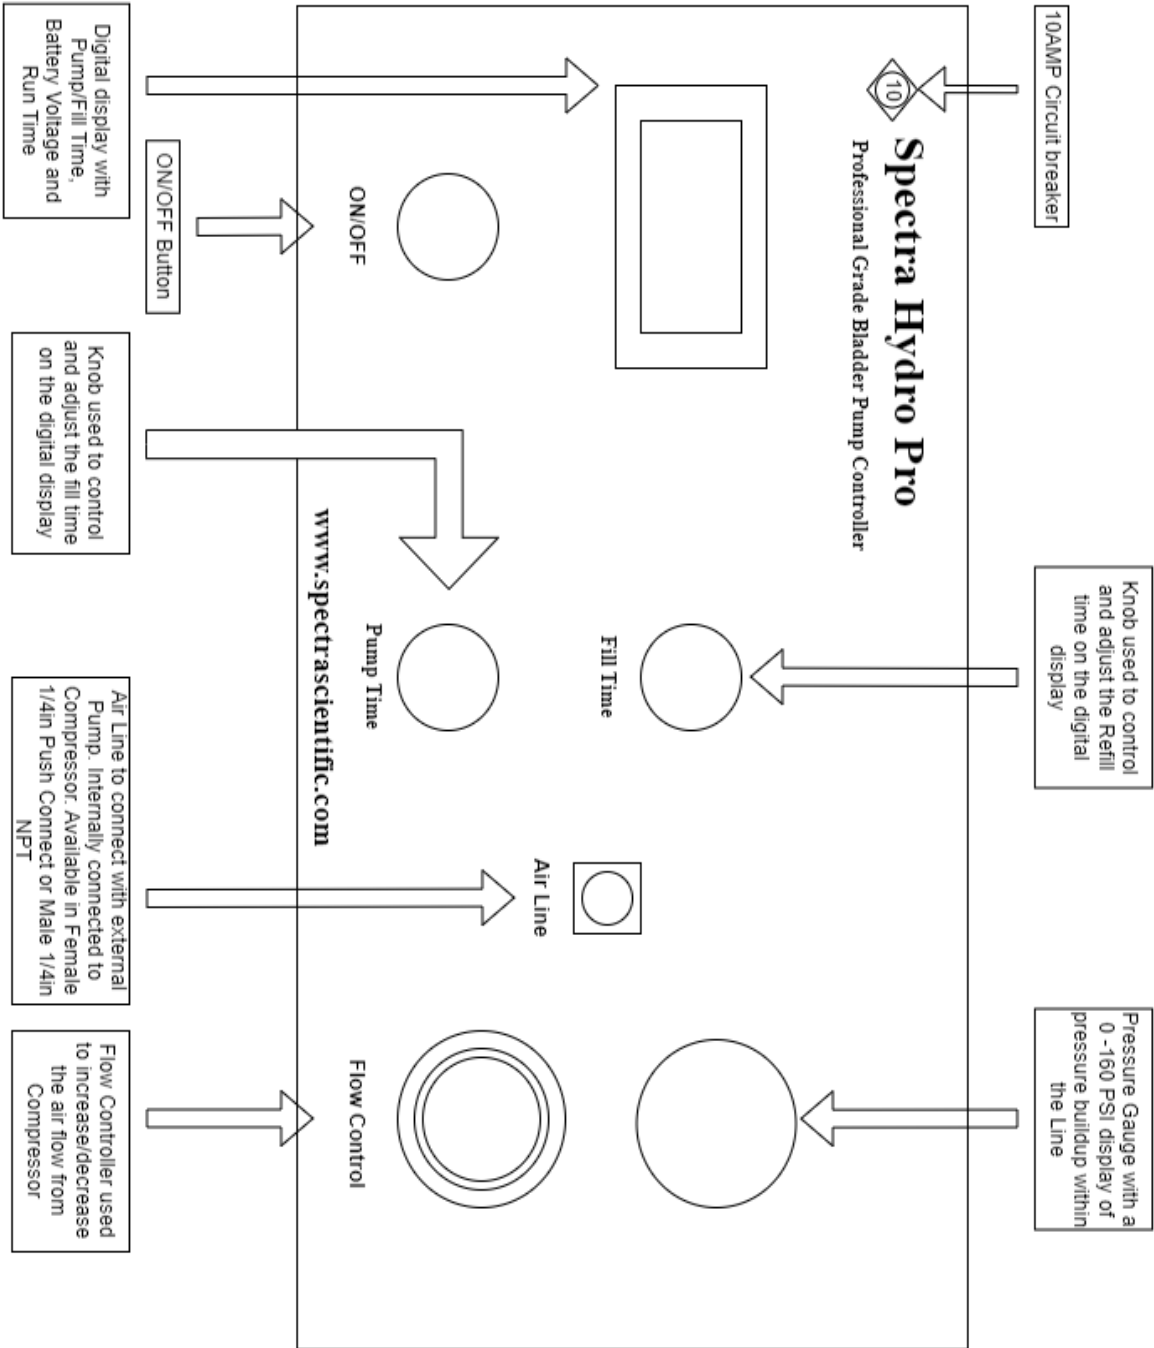 10AMP Circuit breaker
Knob used to control
and adjust the Refill
time on the digital
display
Pressure Gauge with a
0 -160 PSI display of
pressure buildup within
the Line
10
Spectra Hydro Pro
Professional Grade Bladder Pump Controller
Fill Time
Air Line
ON/OFF
Pump Time
Flow Control
www.spectrascientific.com
ON/OFF Button
Digital display with
Pump/Fill Time,
Battery Voltage and
Run Time
Knob used to control
and adjust the fill time
on the digital display
Air Line to connect with external
Pump. Internally connected to
Compressor. Available in Female
1/4in Push Connect or Male 1/4in
NPT
Flow Controller used
to increase/decrease
the air flow from
Compressor